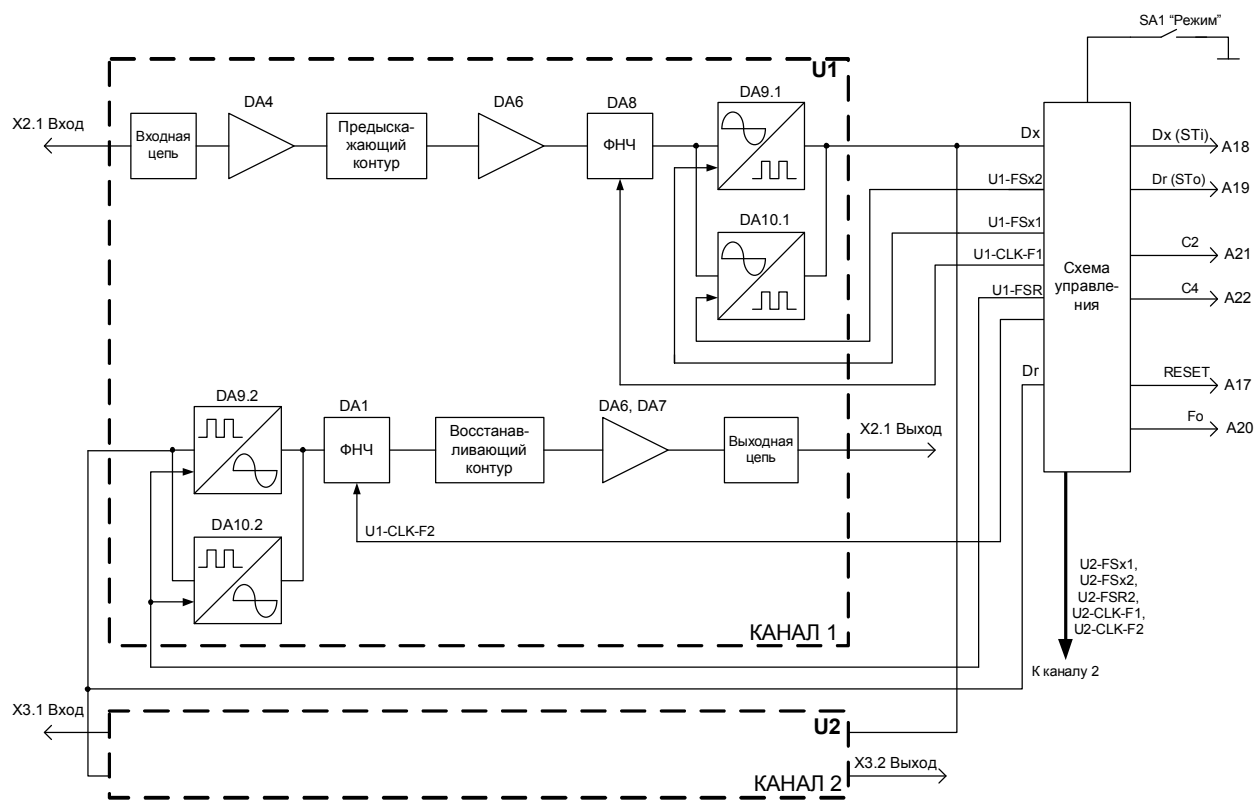 SA1 “Режим”
U1
DA4
DA6
DA8
DA9.1
X2.1 Вход
Входная
цепь
Предыска-
жающий
контур
ФНЧ
Dx
Dx (STi)
A18
U1-FSx2
Dr (STo)
A19
DA10.1
U1-FSx1
U1-CLK-F1
C2
A21
Схема
управле-
ния
U1-FSR
C4
A22
Dr
RESET
A17
Fo
A20
DA9.2
DA1
DA6, DA7
ФНЧ
Восстанав-
ливающий
контур
Выходная
цепь
X2.1 Выход
DA10.2
U1-CLK-F2
U2-FSx1,
U2-FSx2,
U2-FSR2,
U2-CLK-F1,
U2-CLK-F2
КАНАЛ 1
К каналу 2
X3.1 Вход
U2
X3.2 Выход
КАНАЛ 2